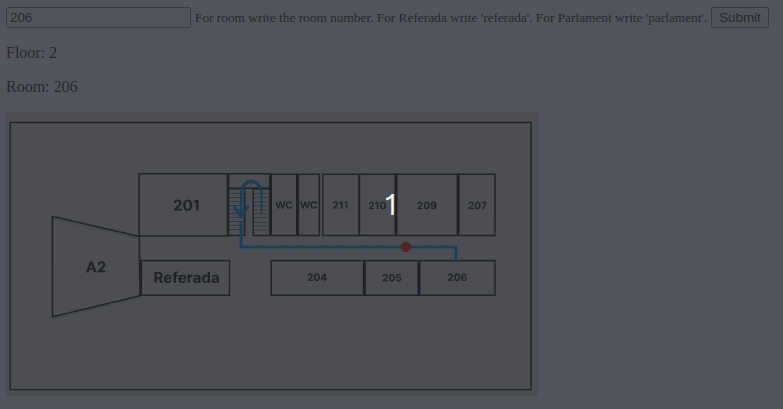 206 For room write the room number. For Referada write 'referada'. For Parlament write 'parlament'. Submit
Floor: 2
Room: 206
201 WC WC 211 210 1 209 207
A2
Referada 204 205 206